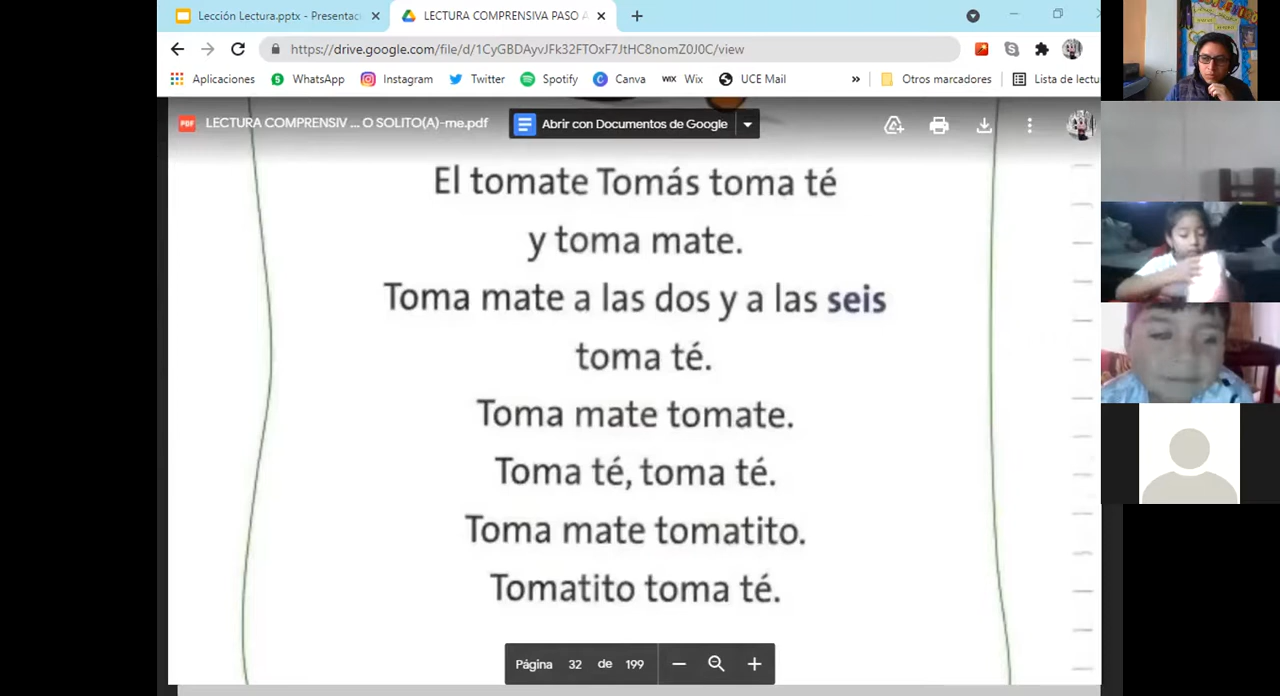 Lección Lectura.pptx - Presentac
LECTURA COMPRENSIVA PASO A
https://drive.google.com/file/d/1CyGBDAyvJFk32FTOxF7JtHC8nomZ0J0C/view
Aplicaciones WhatsApp Instagram Twitter Spotify Canva WIX Wix UCE Mail » Otros marcadores Lista de lectu
PDF LECTURA COMPRENSIV ... O SOLITO(A)-me.pdf Abrir con Documentos de Google
El tomate Tomás toma té
y toma mate.
Toma mate a las dos y a las seis
toma té.
Toma mate tomate.
Toma té, toma té.
Toma mate tomatito.
Tomatito toma té.
Página 32 de 199